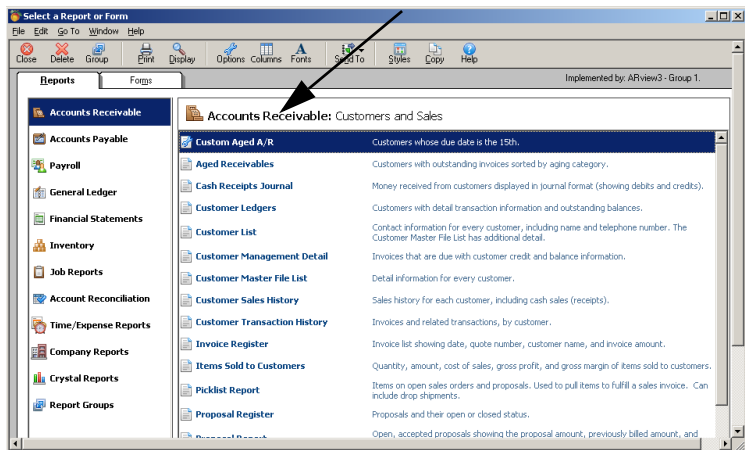 Select a Report or Form
File Edit Go To Window Help
Close Delete Group Print Display Options Columns Fonts Send To Styles Copy Help
Reports Forms Implemented by: ARview3 - Group 1.
Accounts Receivable
Accounts Payable
Payroll
General Ledger
Financial Statements
Inventory
Job Reports
Account Reconciliation
Time/Expense Reports
Company Reports
Crystal Reports
Report Groups
Accounts Receivable: Customers and Sales
Custom Aged A/R Customers whose due date is the 15th.
Aged Receivables Customers with outstanding invoices sorted by aging category.
Cash Receipts Journal Money received from customers displayed in journal format (showing debits and credits).
Customer Ledgers Customers with detail transaction information and outstanding balances.
Customer List Contact information for every customer, including name and telephone number. The
Customer Master File List has additional detail.
Customer Management Detail Invoices that are due with customer credit and balance information.
Customer Master File List Detail information for every customer.
Customer Sales History Sales history for each customer, including cash sales (receipts).
Customer Transaction History Invoices and related transactions, by customer.
Invoice Register Invoice list showing date, quote number, customer name, and invoice amount.
Items Sold to Customers Quantity, amount, cost of sales, gross profit, and gross margin of items sold to customers.
Picklist Report Items on open sales orders and proposals. Used to pull items to fulfill a sales invoice. Can
include drop shipments.
Proposal Register Proposals and their open or closed status.
Proposal Report Open, accepted proposals showing the proposal amount, previously billed amount, and